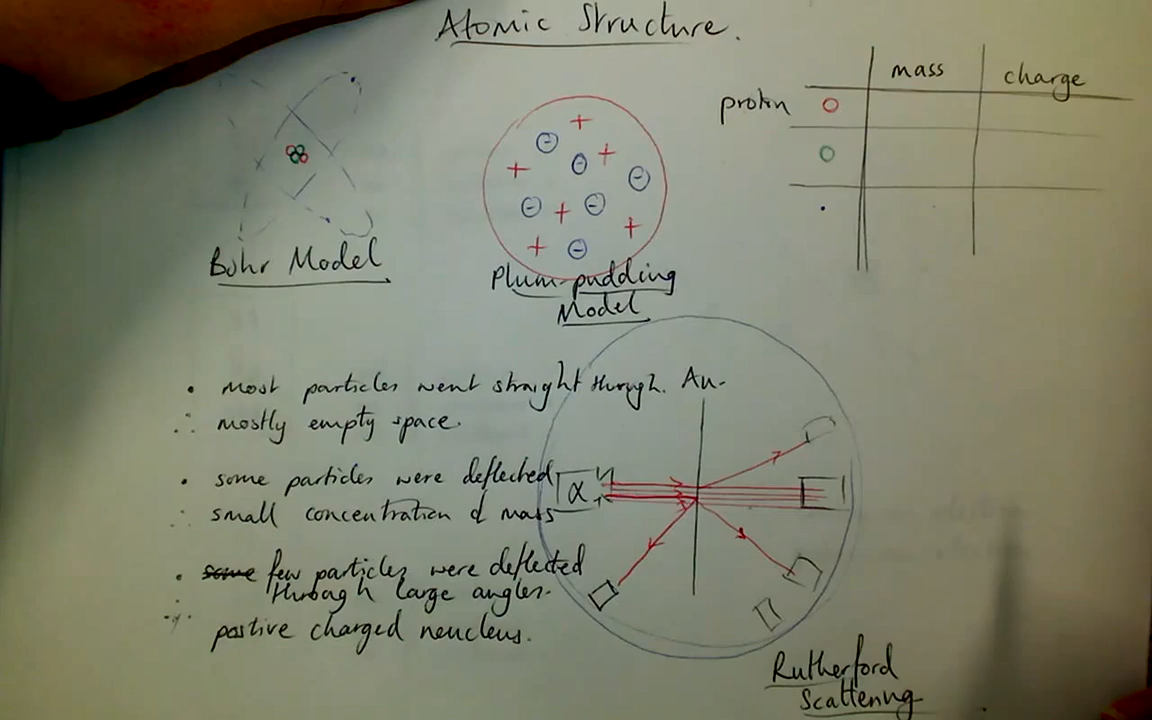 Atomic Structure.
mass charge
proton
+
+
+
+
+
+
Bohr Model
Plum-pudding
Model
• most particles went straight through. Au-
∴ mostly empty space.
• some particles were deflected
∴ small concentration of mass
α
• some few particles were deflected
through large angles.
∴ postive charged neucleus.
Rutherford
Scattering